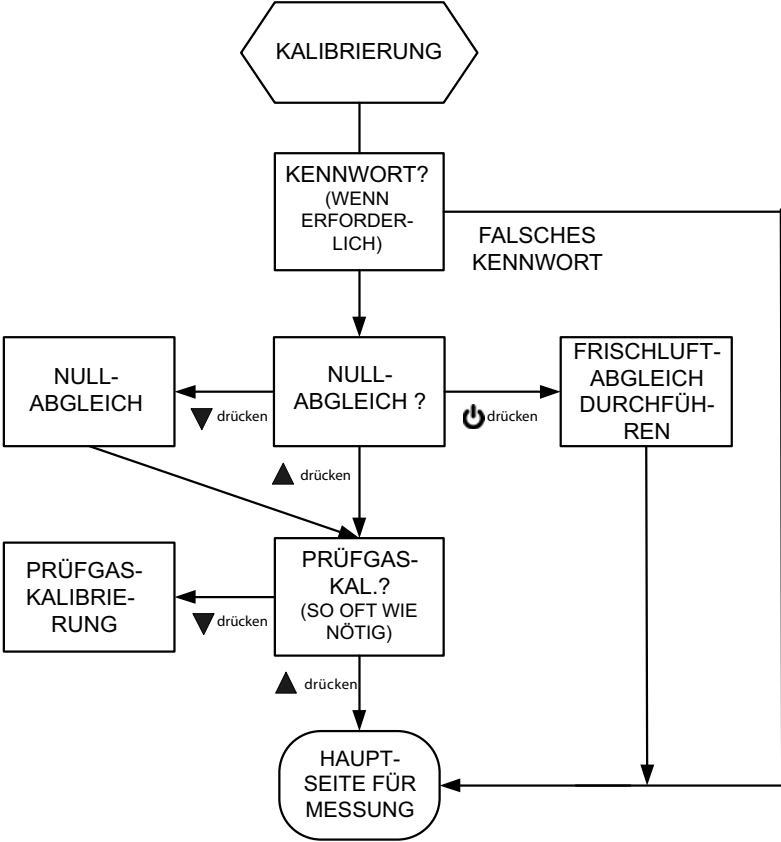 KALIBRIERUNG
KENNWORT?
(WENN
ERFORDER-
LICH)
FALSCHES
KENNWORT
NULL-
ABGLEICH
drücken
NULL-
ABGLEICH ?
drücken
FRISCHLUFT-
ABGLEICH
DURCHFÜH-
REN
drücken
PRÜFGAS-
KALIBRIE-
RUNG
drücken
PRÜFGAS-
KAL.?
(SO OFT WIE
NÖTIG)
drücken
HAUPT-
SEITE FÜR
MESSUNG